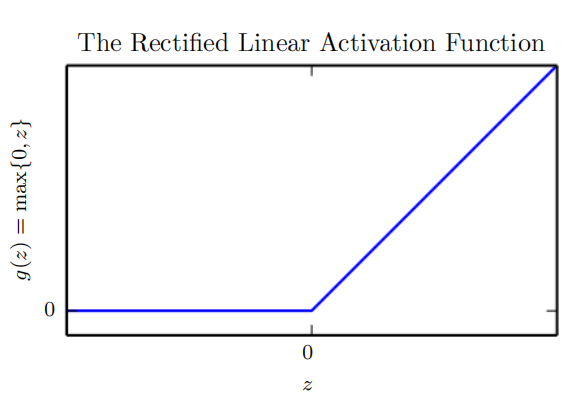 The Rectified Linear Activation Function
g(z) = max{0, z}
0
0
z